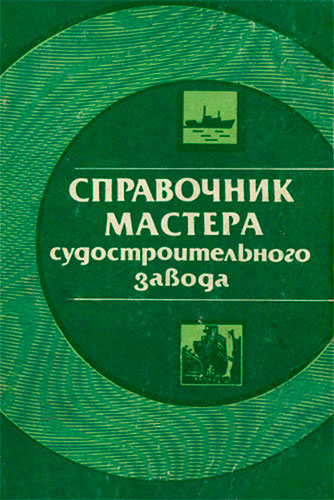 СПРАВОЧНИК
МАСТЕРА
судостроительного
завода